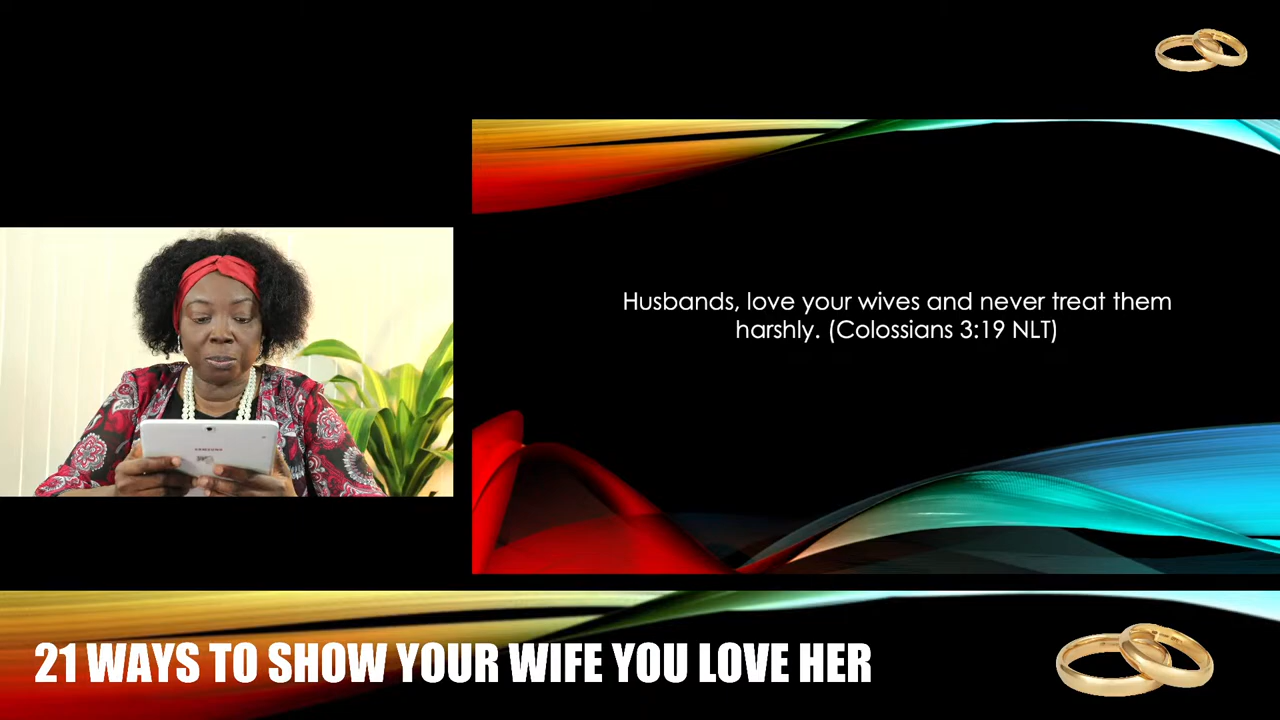 Husbands, love your wives and never treat them
harshly. (Colossians 3:19 NLT)
SAMSUNG
21 WAYS TO SHOW YOUR WIFE YOU LOVE HER